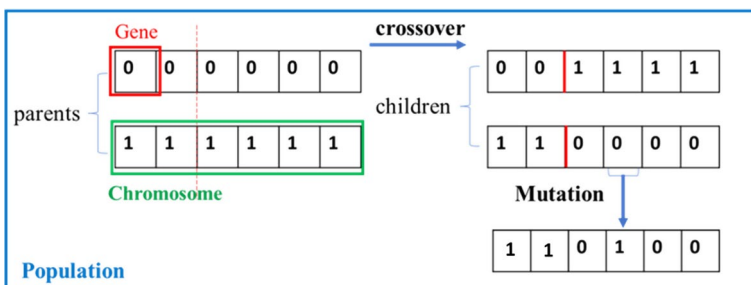 Gene
crossover
0 0 0 0 0 0
0 0 1 1 1 1
parents
children
1 1 1 1 1 1
1 1 0 0 0 0
Chromosome
Mutation
1 1 0 1 0 0
Population